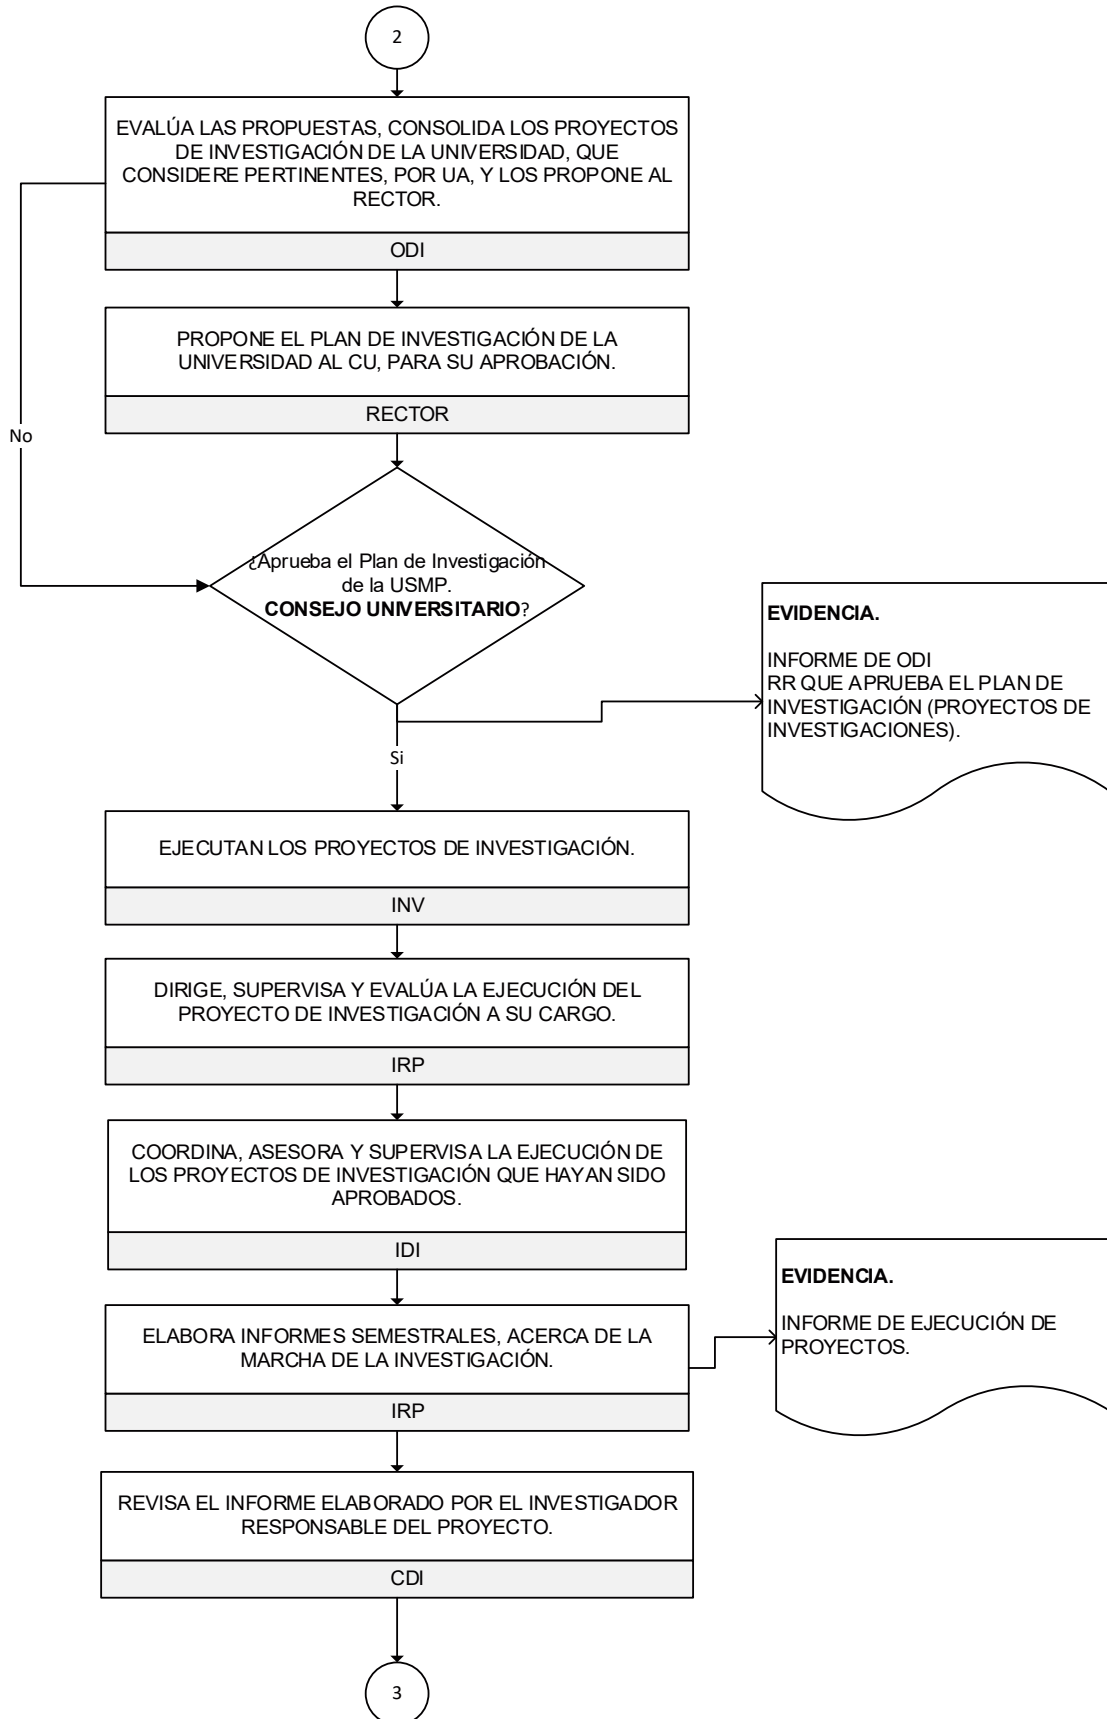 2
EVALÚA LAS PROPUESTAS, CONSOLIDA LOS PROYECTOS
DE INVESTIGACIÓN DE LA UNIVERSIDAD, QUE
CONSIDERE PERTINENTES, POR UA, Y LOS PROPONE AL
RECTOR.
ODI
PROPONE EL PLAN DE INVESTIGACIÓN DE LA
UNIVERSIDAD AL CU, PARA SU APROBACIÓN.
RECTOR
No
¿Aprueba el Plan de Investigación
de la USMP.
CONSEJO UNIVERSITARIO?
EVIDENCIA.
INFORME DE ODI
RR QUE APRUEBA EL PLAN DE
INVESTIGACIÓN (PROYECTOS DE
INVESTIGACIONES).
Si
EJECUTAN LOS PROYECTOS DE INVESTIGACIÓN.
INV
DIRIGE, SUPERVISA Y EVALÚA LA EJECUCIÓN DEL
PROYECTO DE INVESTIGACIÓN A SU CARGO.
IRP
COORDINA, ASESORA Y SUPERVISA LA EJECUCIÓN DE
LOS PROYECTOS DE INVESTIGACIÓN QUE HAYAN SIDO
APROBADOS.
IDI
ELABORA INFORMES SEMESTRALES, ACERCA DE LA
MARCHA DE LA INVESTIGACIÓN.
IRP
EVIDENCIA.
INFORME DE EJECUCIÓN DE
PROYECTOS.
REVISA EL INFORME ELABORADO POR EL INVESTIGADOR
RESPONSABLE DEL PROYECTO.
CDI
3